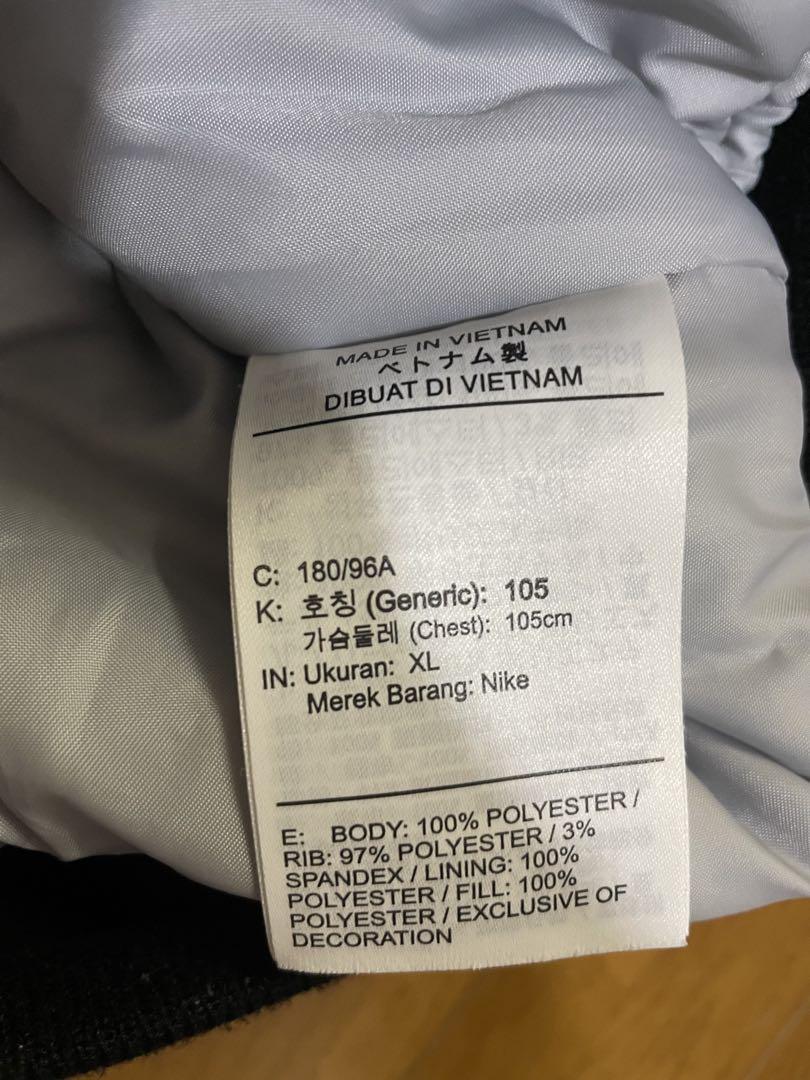 MADE IN VIETNAM
ベトナム製
DIBUAT DI VIETNAM
C: 180/96A
K: 호칭 (Generic): 105
가슴둘레 (Chest): 105cm
IN: Ukuran: XL
Merek Barang: Nike
E: BODY: 100% POLYESTER /
RIB: 97% POLYESTER / 3%
SPANDEX / LINING: 100%
POLYESTER / FILL: 100%
POLYESTER / EXCLUSIVE OF
DECORATION